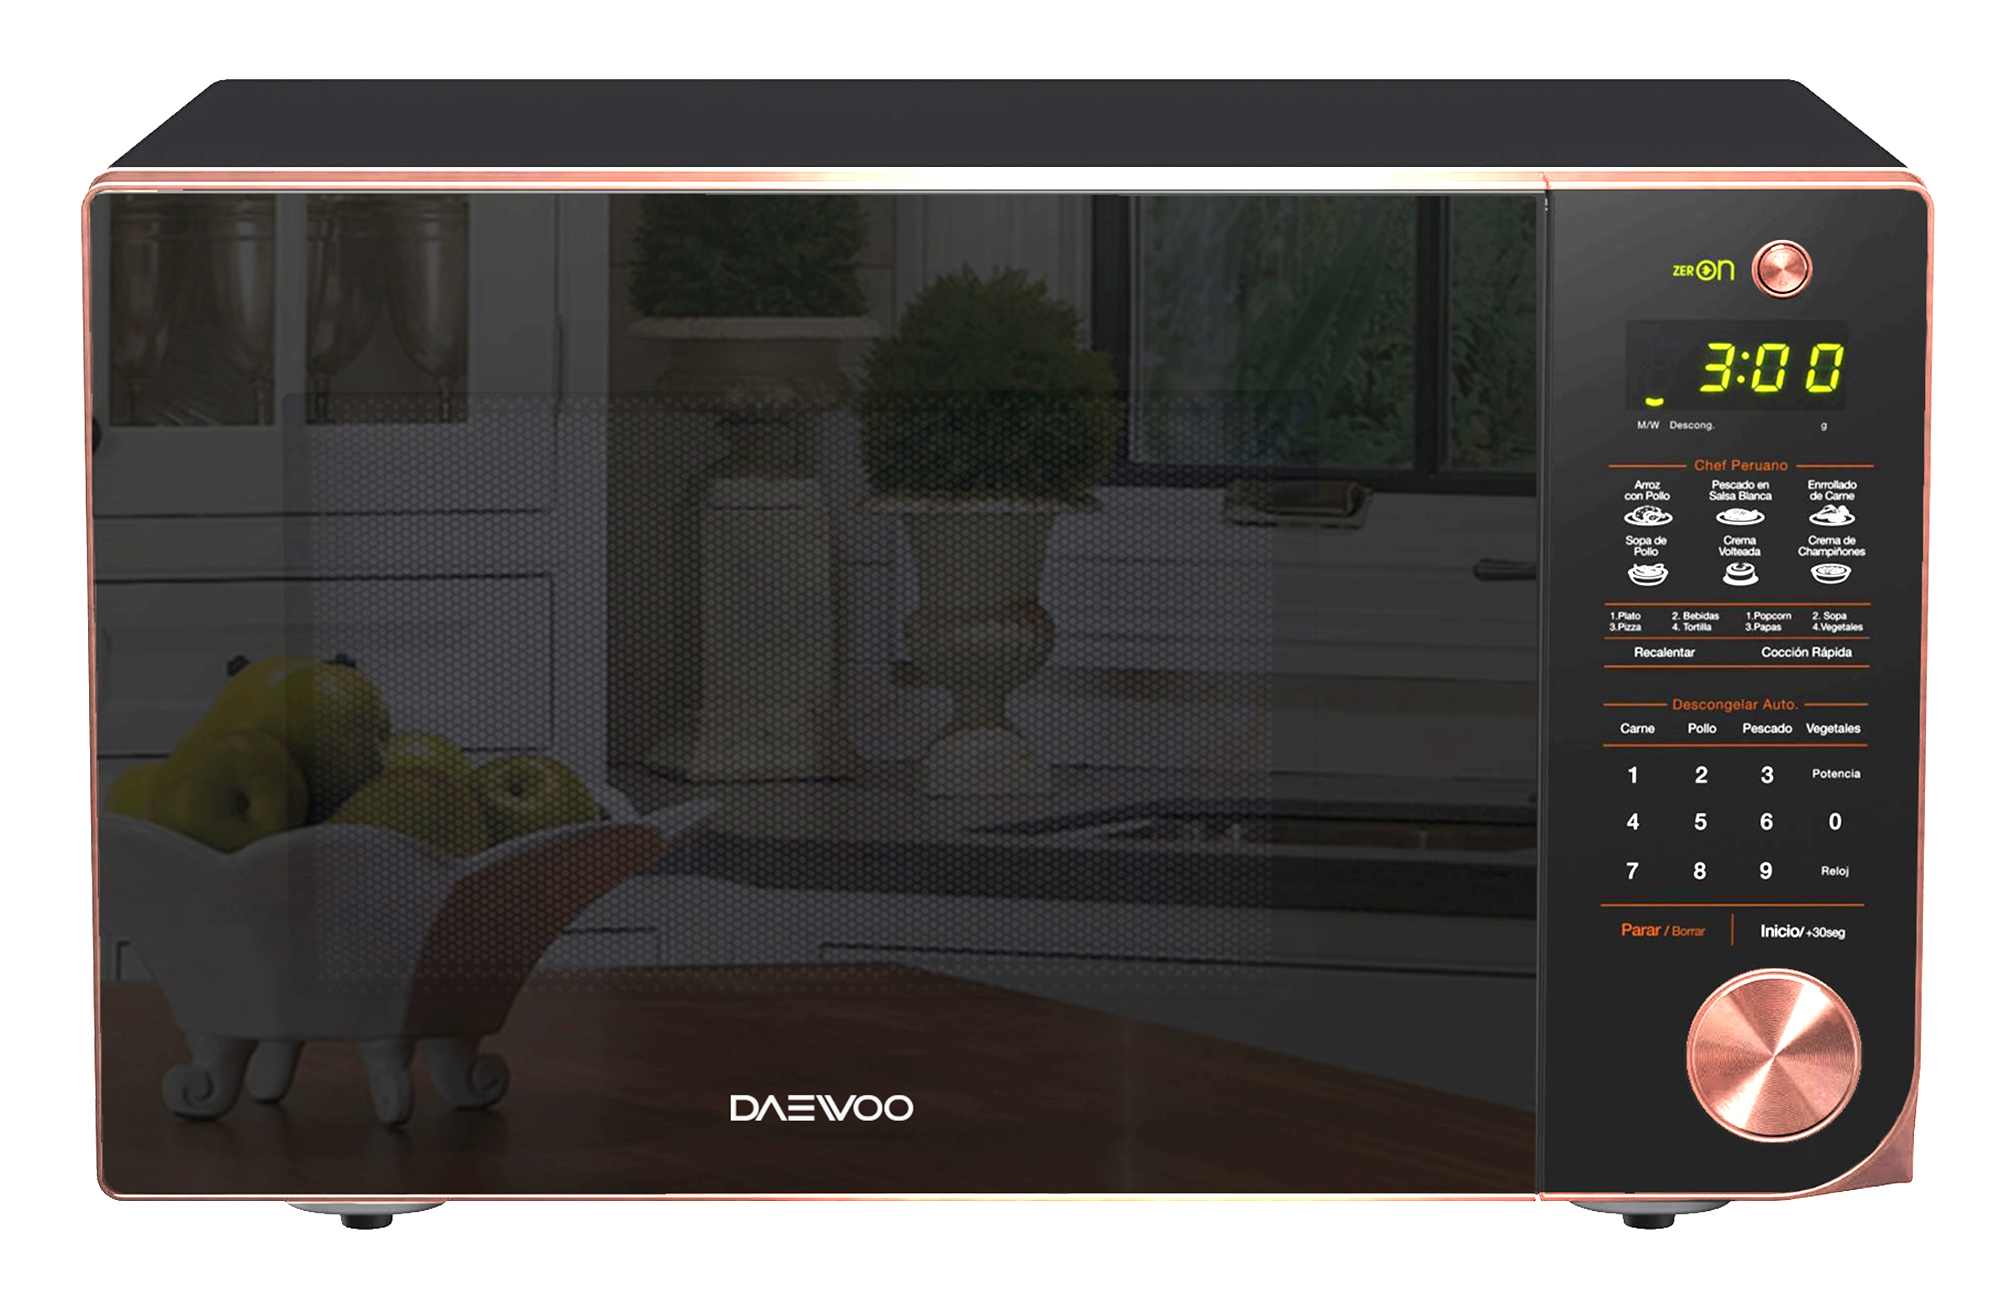 ZERON
3:00
M/W Descong. g
Chef Peruano
Arroz
con Pollo
Pescado en
Salsa Blanca
Enrrollado
de Carne
Sopa de
Pollo
Crema
Volteada
Crema de
Champiñones
1.Plato 2. Bebidas 1.Popcorn 2. Sopa
3.Pizza 4. Tortilla 3.Papas 4.Vegetales
Recalentar Cocción Rápida
Descongelar Auto.
Carne Pollo Pescado Vegetales
1 2 3 Potencia
4 5 6 0
7 8 9 Reloj
Parar / Borrar Inicio/+30seg
DAEWOO